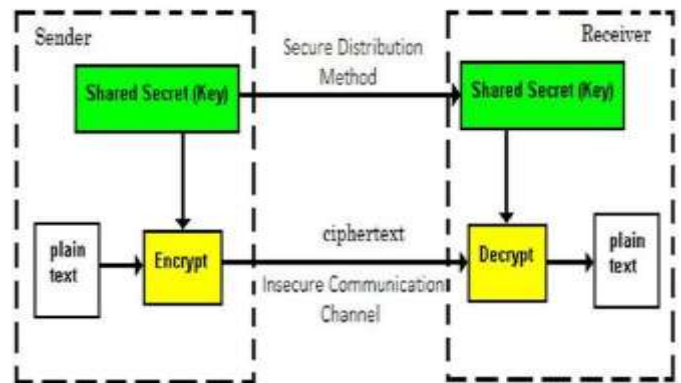 Sender
Receiver
Secure Distribution
Method
Shared Secret (Key)
Shared Secret (Key)
plain
text
Encrypt
ciphertext
Insecure Communication
Channel
Decrypt
plain
text